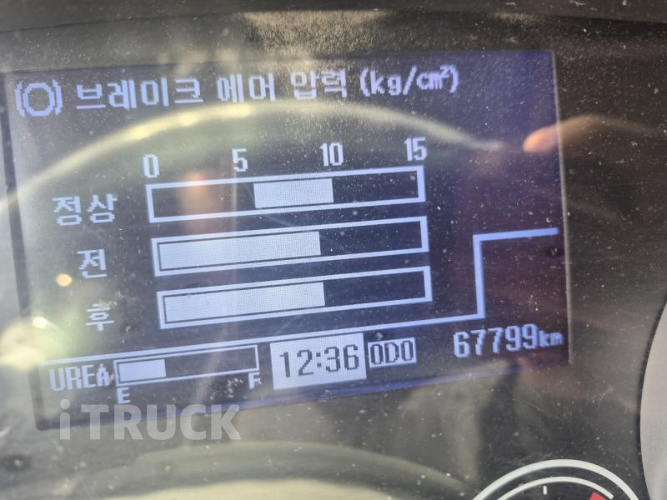 브레이크 에어 압력 (kg/cm²)
0 5 10 15
정상
전
후
UREA E F 12:36 ODO 67799km
iTRUCK